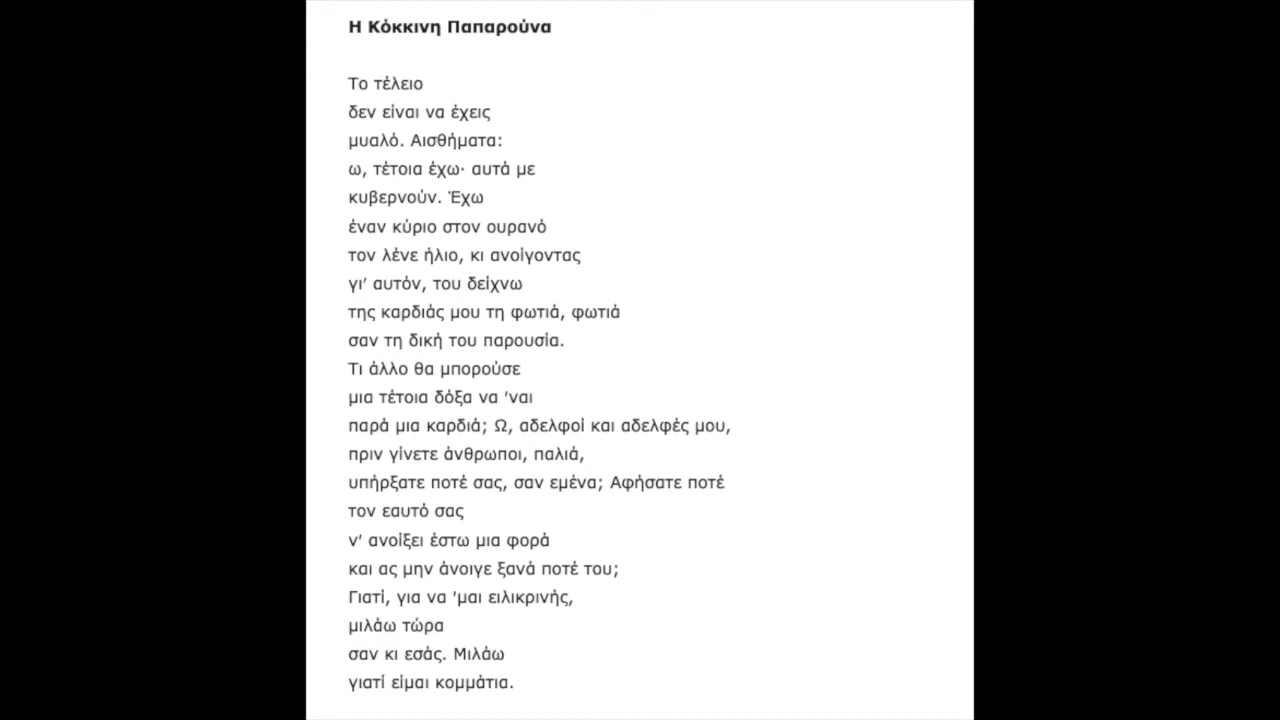 Η Κόκκινη Παπαρούνα
Το τέλειο
δεν είναι να έχεις
μυαλό. Αισθήματα:
ω, τέτοια έχω· αυτά με
κυβερνούν. Έχω
έναν κύριο στον ουρανό
τον λένε ήλιο, κι ανοίγοντας
γι’ αυτόν, του δείχνω
της καρδιάς μου τη φωτιά, φωτιά
σαν τη δική του παρουσία.
Τι άλλο θα μπορούσε
μια τέτοια δόξα να ’ναι
παρά μια καρδιά; Ω, αδελφοί και αδελφές μου,
πριν γίνετε άνθρωποι, παλιά,
υπήρξατε ποτέ σας, σαν εμένα; Αφήσατε ποτέ
τον εαυτό σας
ν’ ανοίξει έστω μια φορά
και ας μην άνοιγε ξανά ποτέ του;
Γιατί, για να ’μαι ειλικρινής,
μιλάω τώρα
σαν κι εσάς. Μιλάω
γιατί είμαι κομμάτια.